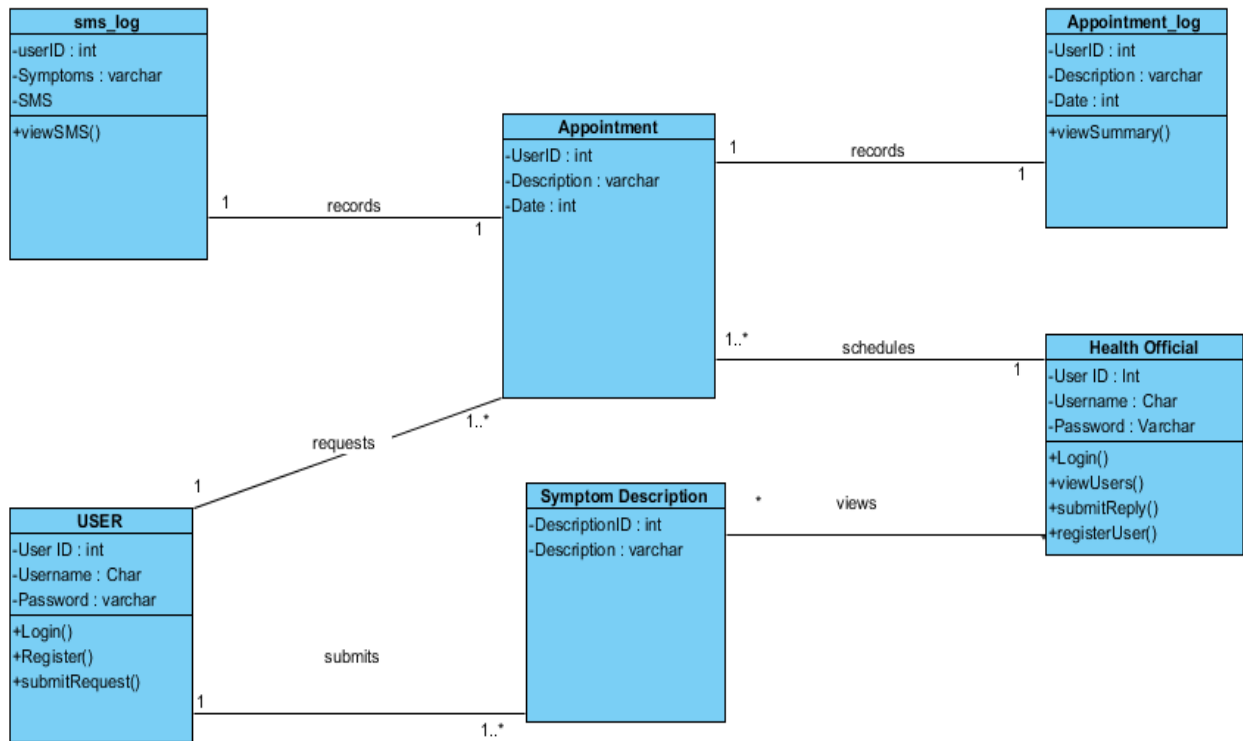 sms_log
-userID : int
-Symptoms : varchar
-SMS
+viewSMS()
Appointment_log
-UserID : int
-Description : varchar
-Date : int
+viewSummary()
Appointment
-UserID : int
-Description : varchar
-Date : int
1
records
1
1
records
1
1..*
schedules
1
Health Official
-User ID : Int
-Username : Char
-Password : Varchar
+Login()
+viewUsers()
+submitReply()
+registerUser()
1..*
requests
1
Symptom Description
-DescriptionID : int
-Description : varchar
*
views
*
USER
-User ID : int
-Username : Char
-Password : varchar
+Login()
+Register()
+submitRequest()
submits
1
1..*